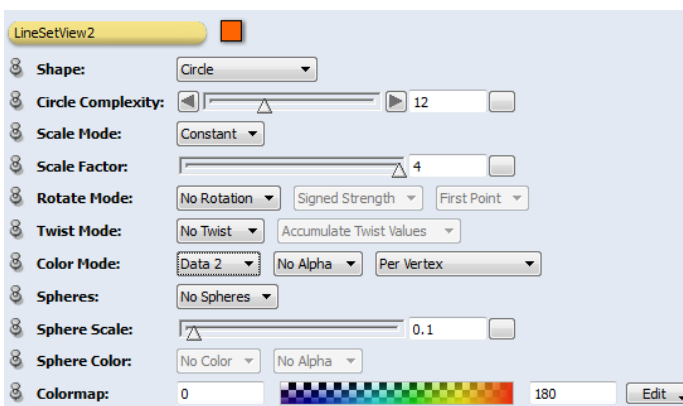 LineSetView2
Shape: Circle
Circle Complexity: 12
Scale Mode: Constant
Scale Factor: 4
Rotate Mode: No Rotation Signed Strength First Point
Twist Mode: No Twist Accumulate Twist Values
Color Mode: Data 2 No Alpha Per Vertex
Spheres: No Spheres
Sphere Scale: 0.1
Sphere Color: No Color No Alpha
Colormap: 0 180 Edit